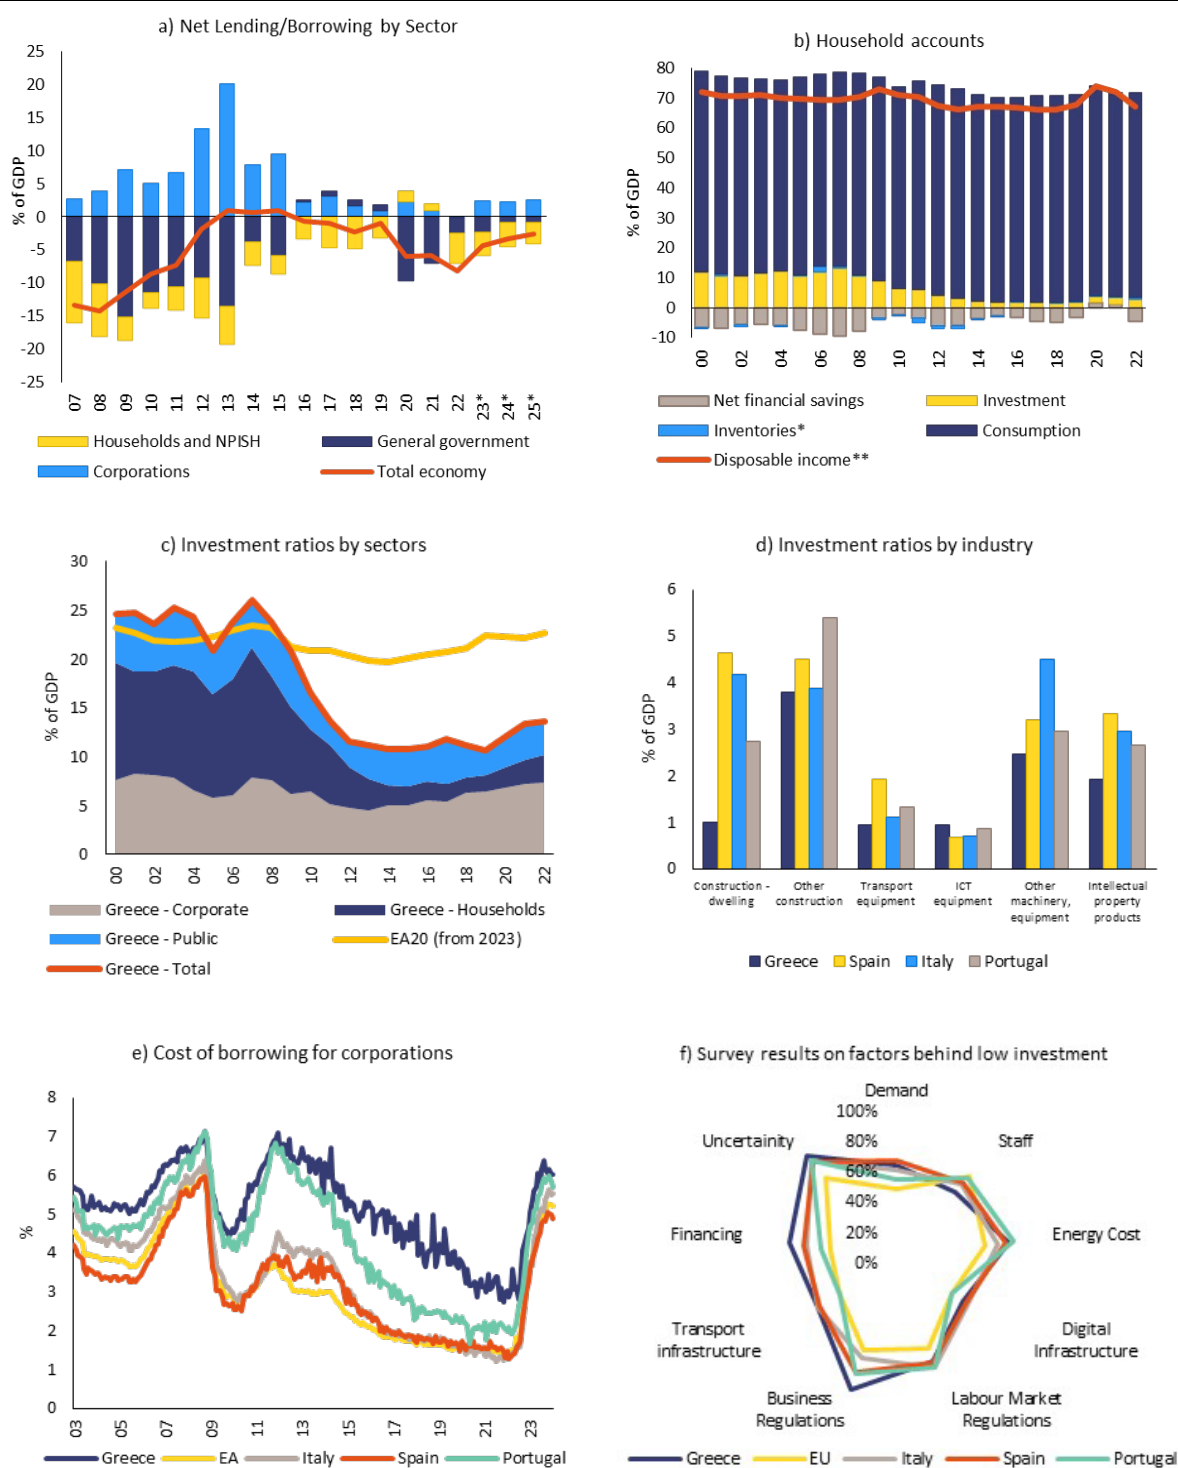 a) Net Lending/Borrowing by Sector
25
20
15
10
5
0
-5
-10
-15
-20
-25
% of GDP
07 08 09 10 11 12 13 14 15 16 17 18 19 20 21 22 23* 24* 25*
Households and NPISH
General government
Corporations
Total economy
b) Household accounts
80
70
60
50
40
30
20
10
0
-10
% of GDP
00 02 04 06 08 10 12 14 16 18 20 22
Net financial savings
Investment
Inventories*
Consumption
Disposable income**
c) Investment ratios by sectors
30
25
20
15
10
5
0
% of GDP
00 02 04 06 08 10 12 14 16 18 20 22
Greece - Corporate
Greece - Households
Greece - Public
EA20 (from 2023)
Greece - Total
d) Investment ratios by industry
6
5
4
3
2
1
0
% of GDP
Construction - dwelling
Other construction
Transport equipment
ICT equipment
Other machinery, equipment
Intellectual property products
Greece Spain Italy Portugal
e) Cost of borrowing for corporations
8
7
6
5
4
3
2
1
0
%
03 05 07 09 11 13 15 17 19 21 23
Greece EA Italy Spain Portugal
f) Survey results on factors behind low investment
Demand
100%
80%
60%
40%
20%
0%
Uncertainity
Staff
Financing
Energy Cost
Transport
infrastructure
Digital
Infrastructure
Business
Regulations
Labour Market
Regulations
Greece EU Italy Spain Portugal